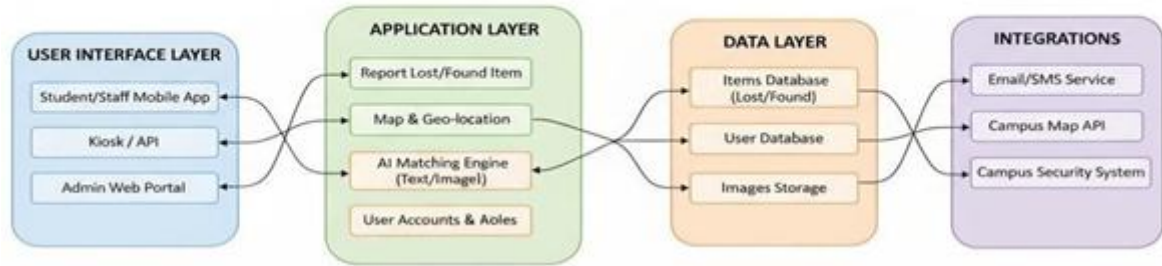 USER INTERFACE LAYER
Student/Staff Mobile App
Kiosk / API
Admin Web Portal
APPLICATION LAYER
Report Lost/Found Item
Map & Geo-location
AI Matching Engine
(Text/Imagel)
User Accounts & Aoles
DATA LAYER
Items Database
(Lost/Found)
User Database
Images Storage
INTEGRATIONS
Email/SMS Service
Campus Map API
Campus Security System